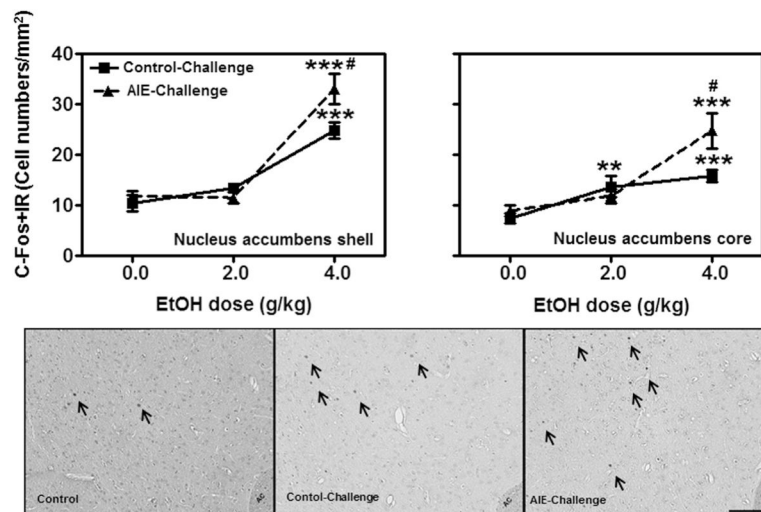 C-Fos+IR (Cell numbers/mm²)
40
30
20
10
0
Control-Challenge
AIE-Challenge
***#
***
Nucleus accumbens shell
0.0 2.0 4.0
EtOH dose (g/kg)
#
***
**
***
Nucleus accumbens core
0.0 2.0 4.0
EtOH dose (g/kg)
Control
AC
Contol-Challenge
AC
AIE-Challenge